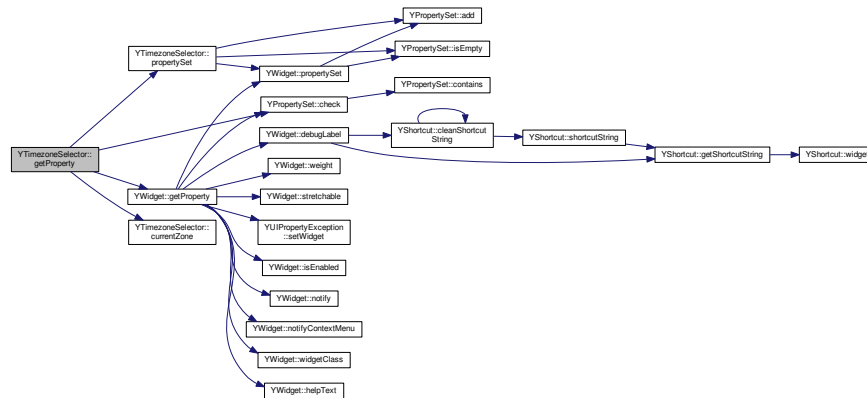 YPropertySet::add
YTimezoneSelector::
propertySet
YPropertySet::isEmpty
YWidget::propertySet
YPropertySet::contains
YPropertySet::check
YWidget::debugLabel
YShortcut::cleanShortcut
String
YShortcut::shortcutString
YShortcut::getShortcutString
YShortcut::widget
YTimezoneSelector::
getProperty
YWidget::weight
YWidget::getProperty
YWidget::stretchable
YTimezoneSelector::
currentZone
YUIPropertyException
::setWidget
YWidget::isEnabled
YWidget::notify
YWidget::notifyContextMenu
YWidget::widgetClass
YWidget::helpText